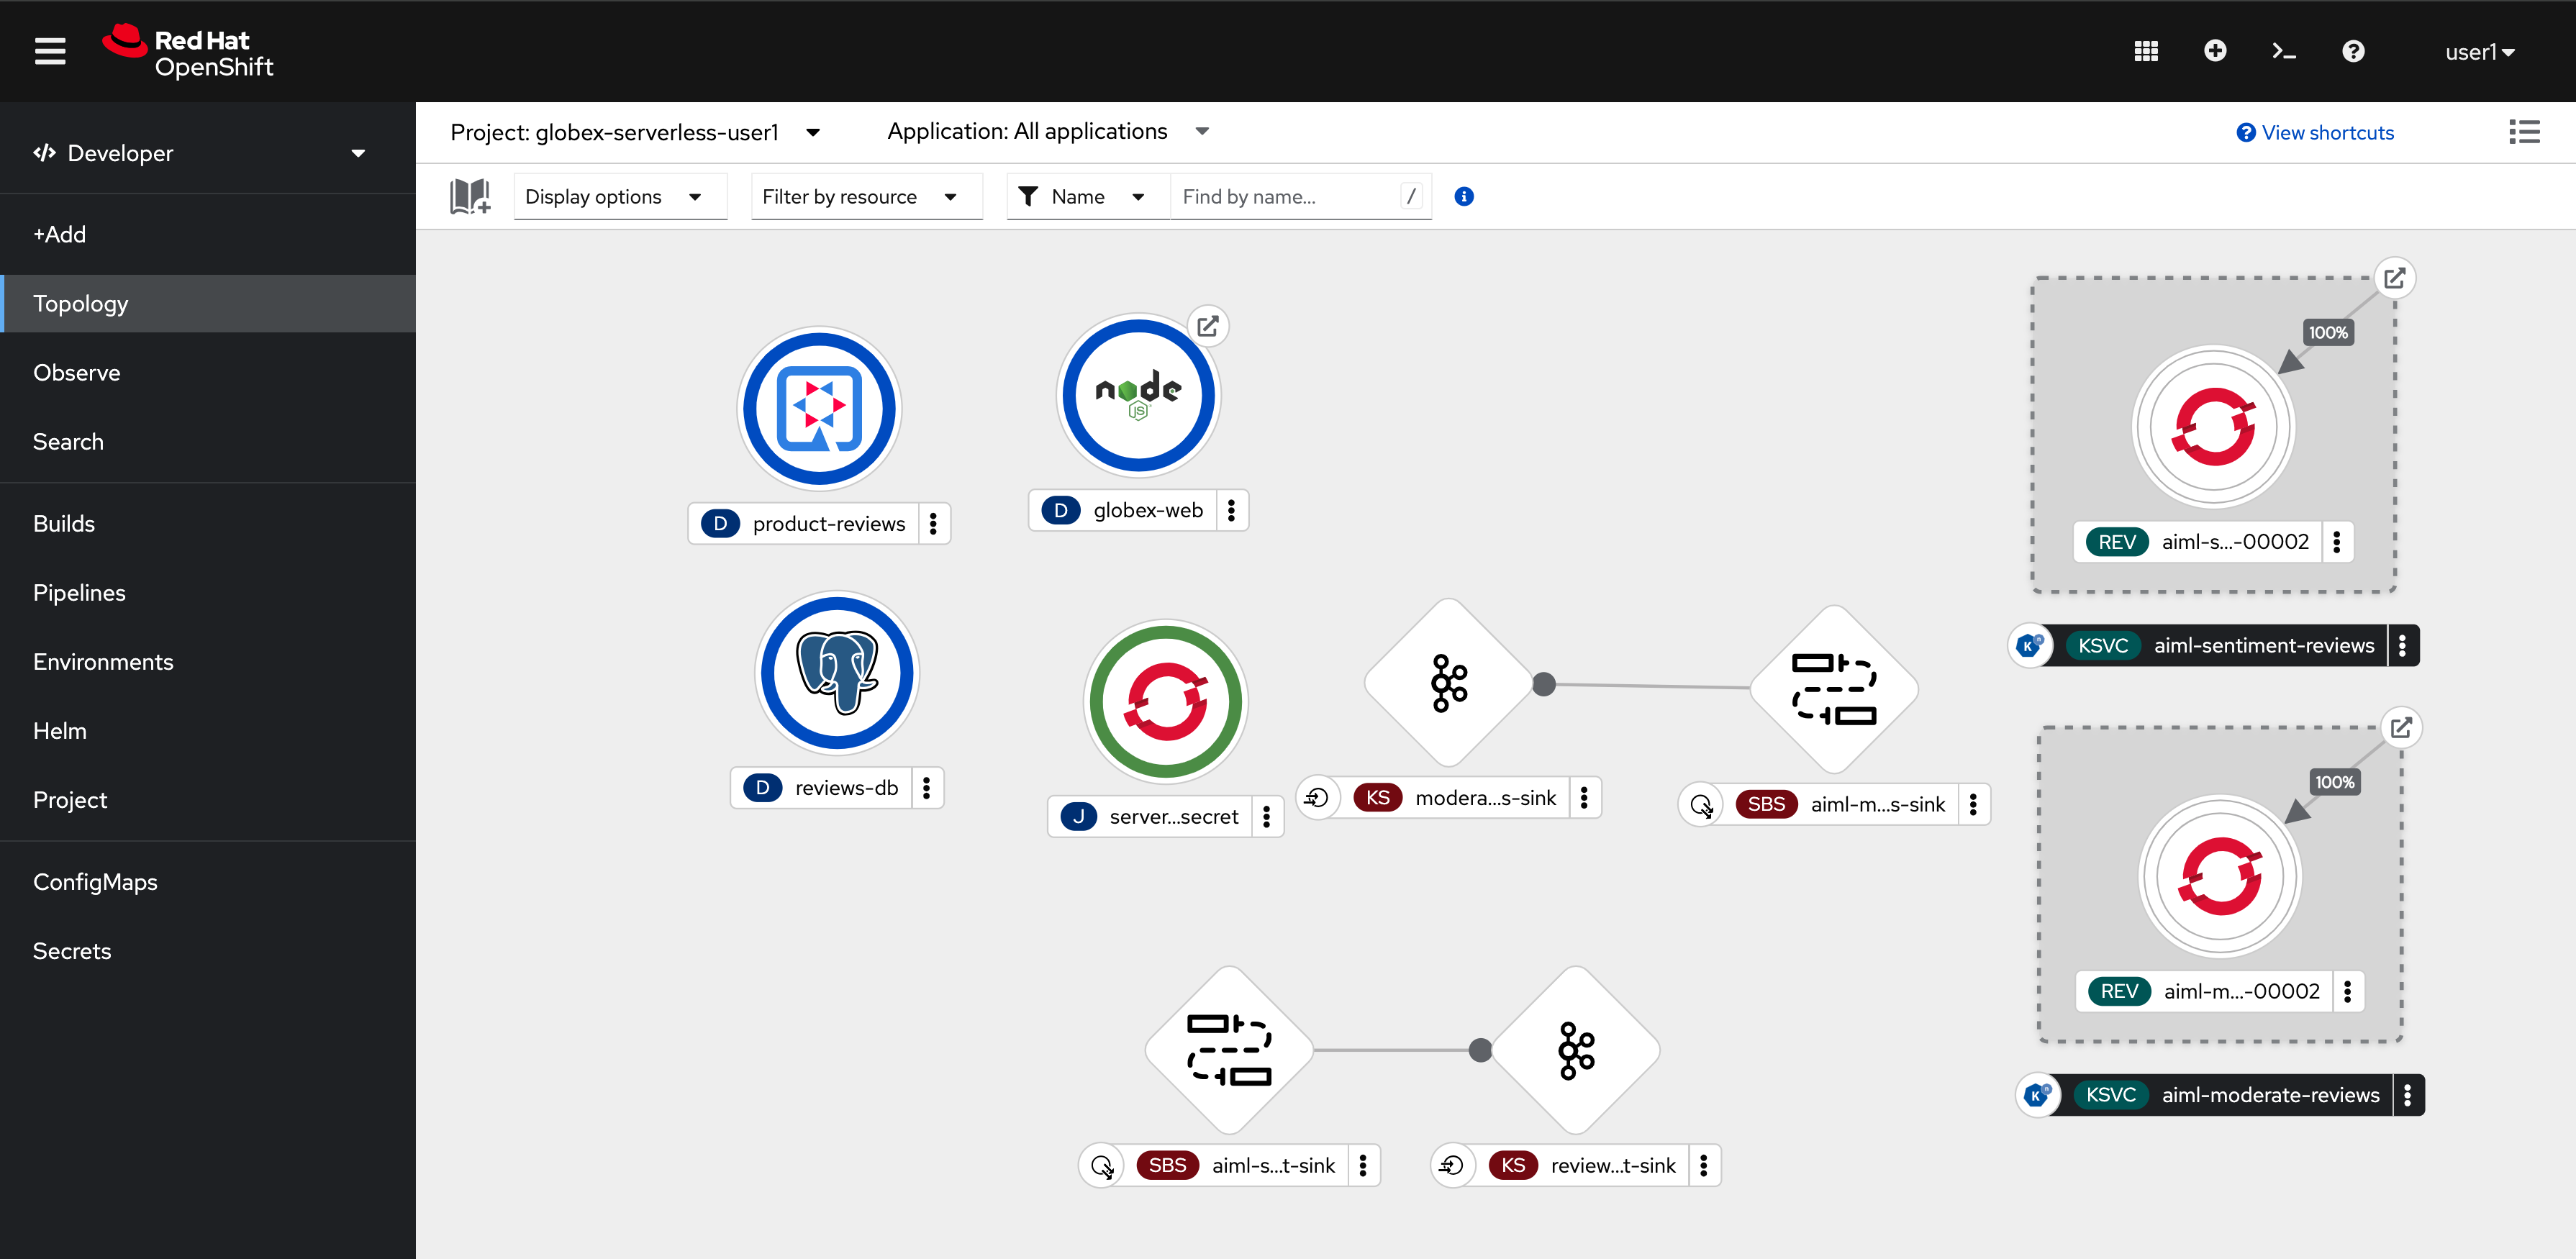 Red Hat
OpenShift
user1
Developer
+Add
Topology
Observe
Search
Builds
Pipelines
Environments
Helm
Project
ConfigMaps
Secrets
Project: globex-serverless-user1
Application: All applications
View shortcuts
Display options
Filter by resource
Name
Find by name...
/
D product-reviews
node
JS
D globex-web
100%
REV aiml-s...-00002
KSVC aiml-sentiment-reviews
D reviews-db
J server...secret
KS modera...s-sink
SBS aiml-m...s-sink
100%
REV aiml-m...-00002
KSVC aiml-moderate-reviews
SBS aiml-s...t-sink
KS review...t-sink